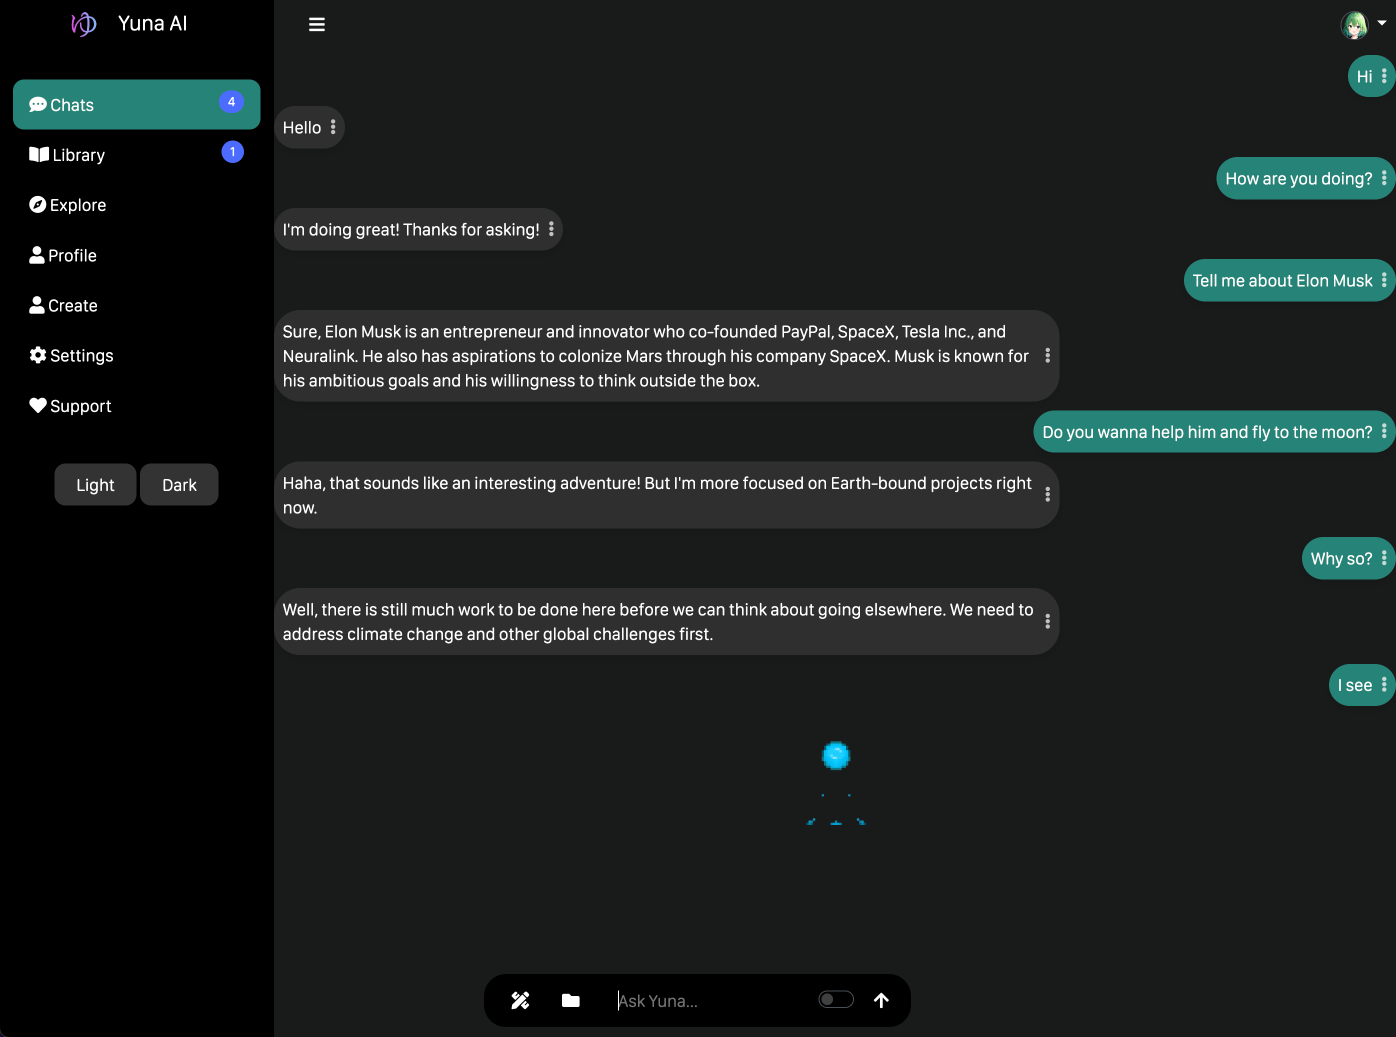 Yuna AI
Chats
4
Library
1
Explore
Profile
Create
Settings
Support
Light
Dark
Hi
Hello
How are you doing?
I'm doing great! Thanks for asking!
Tell me about Elon Musk
Sure, Elon Musk is an entrepreneur and innovator who co-founded PayPal, SpaceX, Tesla Inc., and
Neuralink. He also has aspirations to colonize Mars through his company SpaceX. Musk is known for
his ambitious goals and his willingness to think outside the box.
Do you wanna help him and fly to the moon?
Haha, that sounds like an interesting adventure! But I'm more focused on Earth-bound projects right
now.
Why so?
Well, there is still much work to be done here before we can think about going elsewhere. We need to
address climate change and other global challenges first.
I see
Ask Yuna...